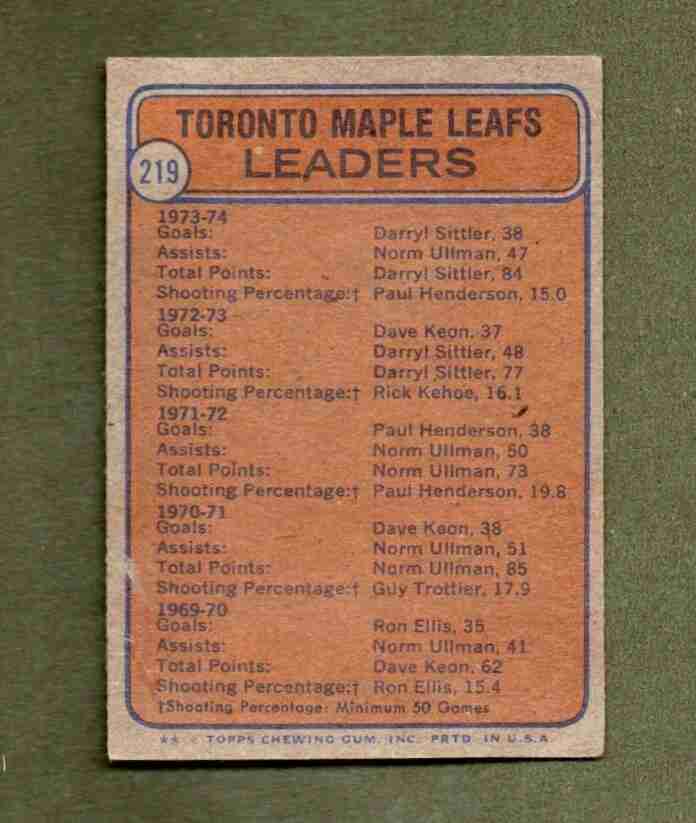 TORONTO MAPLE LEAFS
LEADERS
219
1973-74
Goals: Darryl Sittler, 38
Assists: Norm Ullman, 47
Total Points: Darryl Sittler, 84
Shooting Percentage:† Paul Henderson, 15.0
1972-73
Goals: Dave Keon, 37
Assists: Darryl Sittler, 48
Total Points: Darryl Sittler, 77
Shooting Percentage:† Rick Kehoe, 16.1
1971-72
Goals: Paul Henderson, 38
Assists: Norm Ullman, 50
Total Points: Norm Ullman, 73
Shooting Percentage:† Paul Henderson, 19.8
1970-71
Goals: Dave Keon, 38
Assists: Norm Ullman, 51
Total Points: Norm Ullman, 85
Shooting Percentage:† Guy Trottier, 17.9
1969-70
Goals: Ron Ellis, 35
Assists: Norm Ullman, 41
Total Points: Dave Keon, 62
Shooting Percentage:† Ron Ellis, 15.4
†Shooting Percentage: Minimum 50 Games
** © TOPPS CHEWING GUM, INC. PRTD. IN U.S.A.